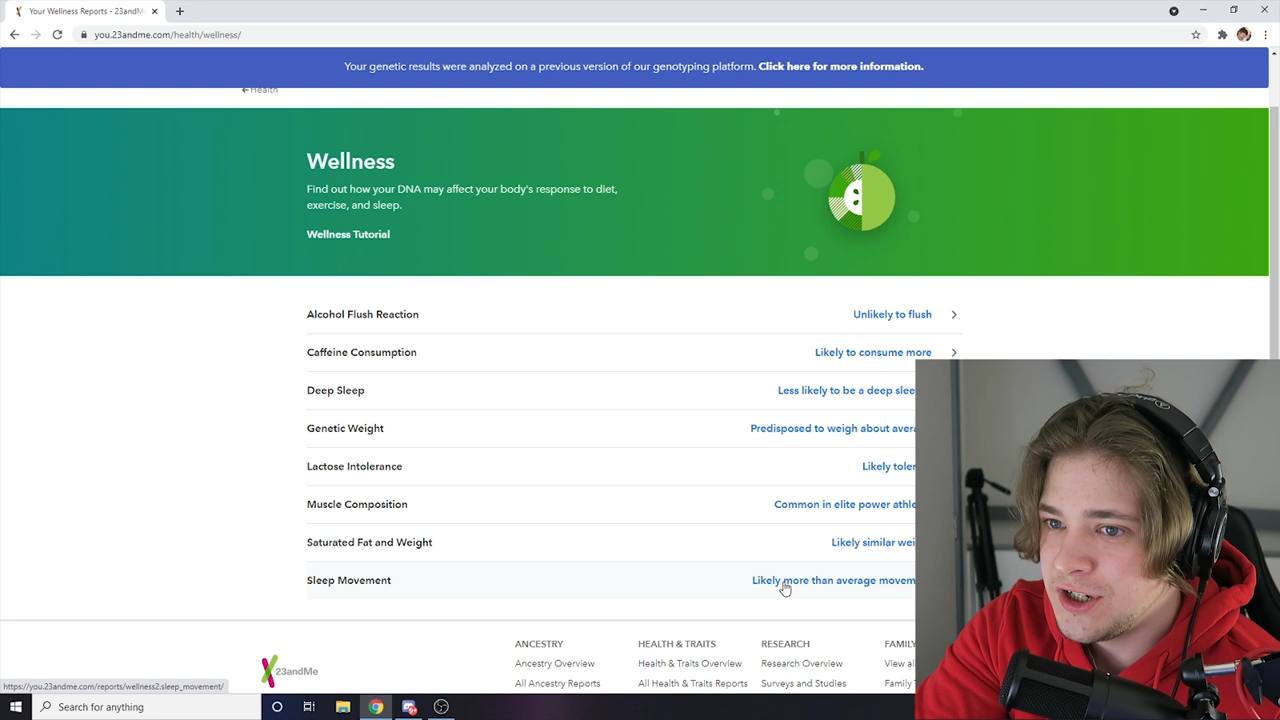 Your Wellness Reports - 23andM
you.23andme.com/health/wellness/
Your genetic results were analyzed on a previous version of our genotyping platform. Click here for more information.
Health
Wellness
Find out how your DNA may affect your body's response to diet,
exercise, and sleep.
Wellness Tutorial
Alcohol Flush Reaction Unlikely to flush
Caffeine Consumption Likely to consume more
Deep Sleep Less likely to be a deep slee
Genetic Weight Predisposed to weigh about avera
Lactose Intolerance Likely toler
Muscle Composition Common in elite power athle
Saturated Fat and Weight Likely similar wei
Sleep Movement Likely more than average movem
23andMe
ANCESTRY HEALTH & TRAITS RESEARCH FAMILY
Ancestry Overview Health & Traits Overview Research Overview View al
All Ancestry Reports All Health & Traits Reports Surveys and Studies Family T
https://you.23andme.com/reports/wellness2.sleep_movement/
Search for anything